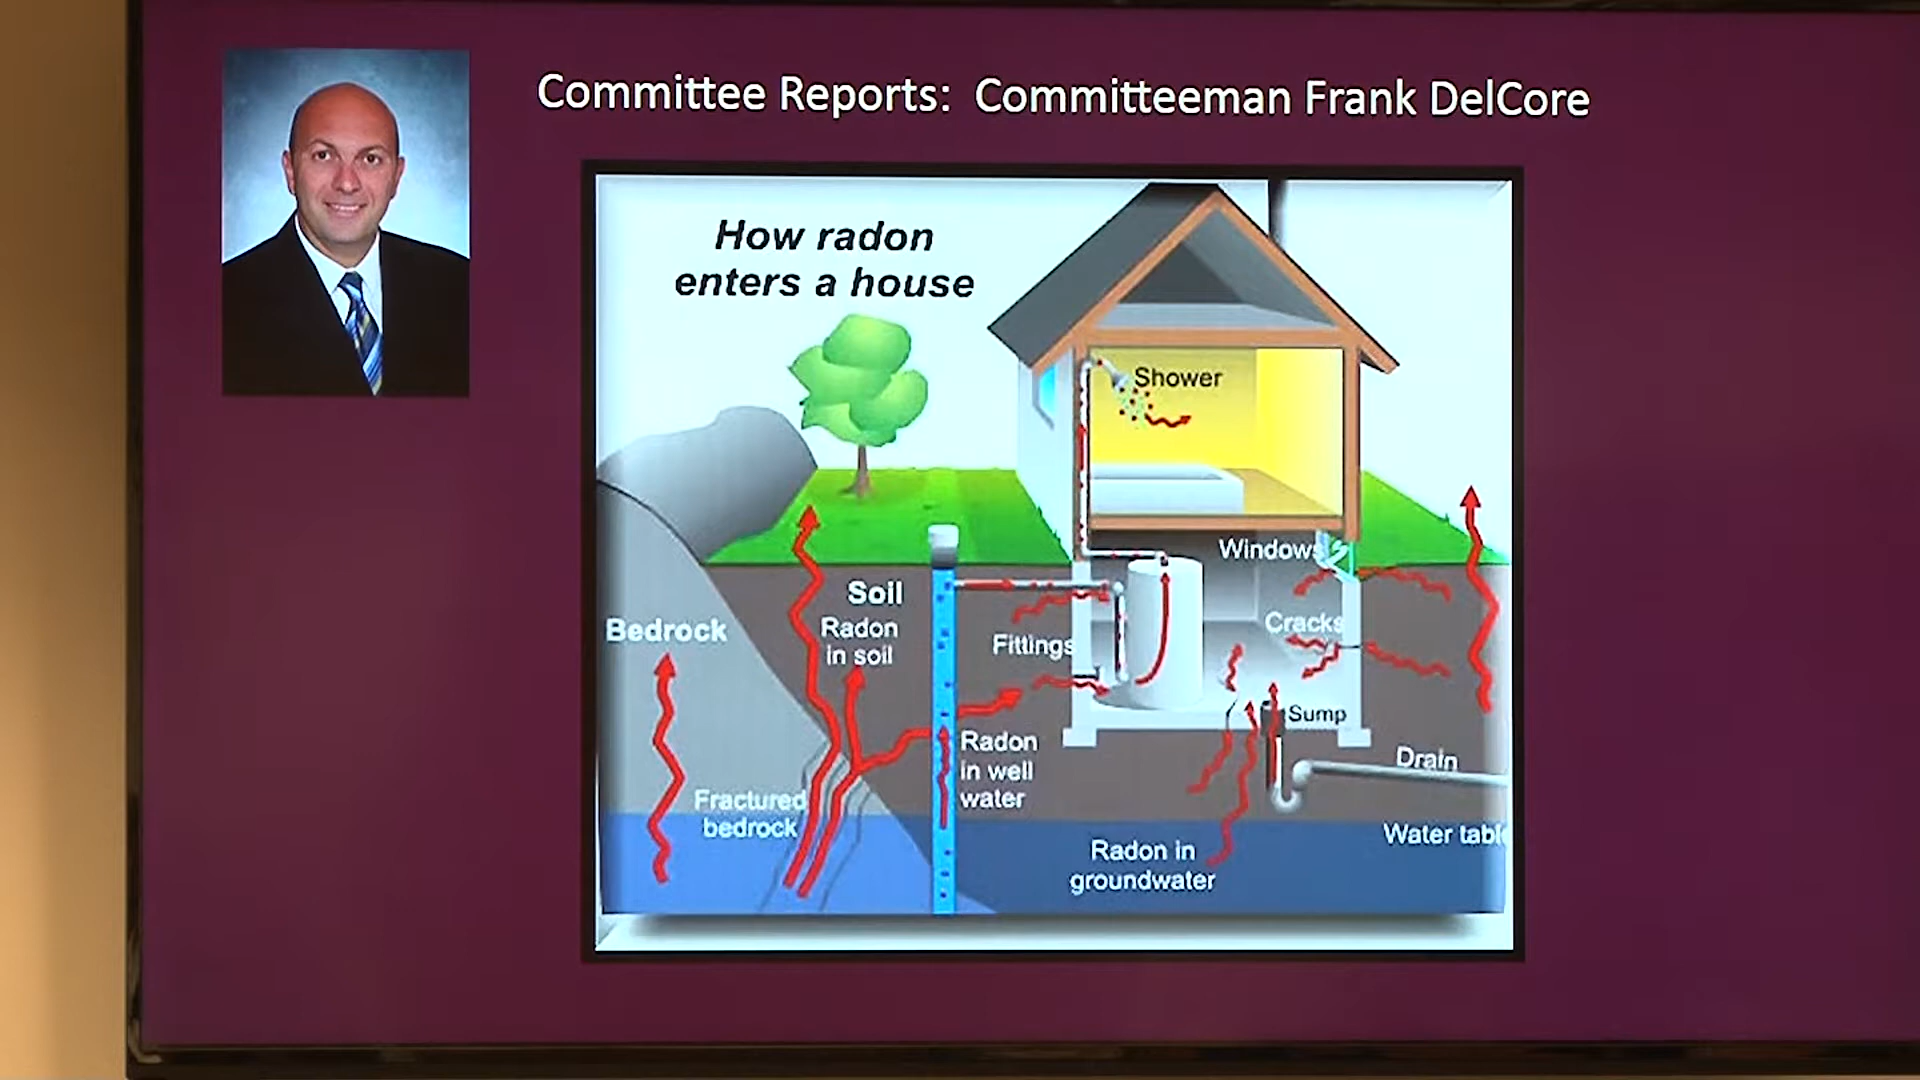 Committee Reports: Committeeman Frank DelCore
How radon
enters a house
Shower
Windows
Soil
Radon
in soil
Bedrock
Fittings
Cracks
Sump
Radon
in well
water
Drain
Fractured
bedrock
Water table
Radon in
groundwater